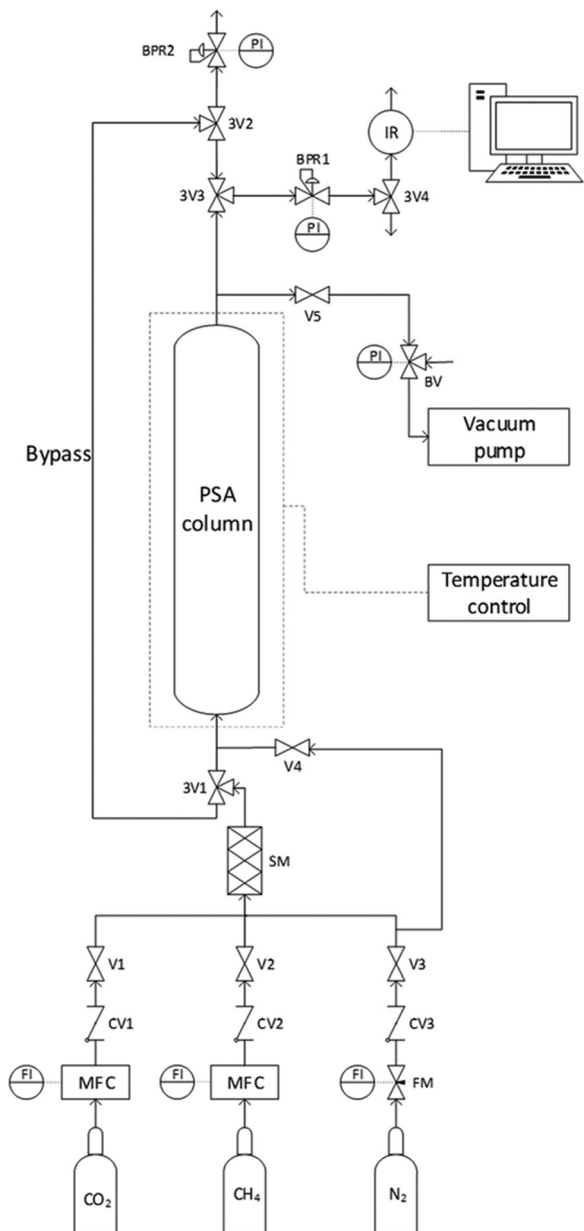 BPR2
PI
3V2
IR
BPR1
3V3
3V4
PI
V5
PI
BV
Vacuum
pump
Bypass
PSA
column
Temperature
control
V4
3V1
SM
V1
V2
V3
CV1
CV2
CV3
FI
MFC
FI
MFC
FI
FM
CO₂
CH₄
N₂